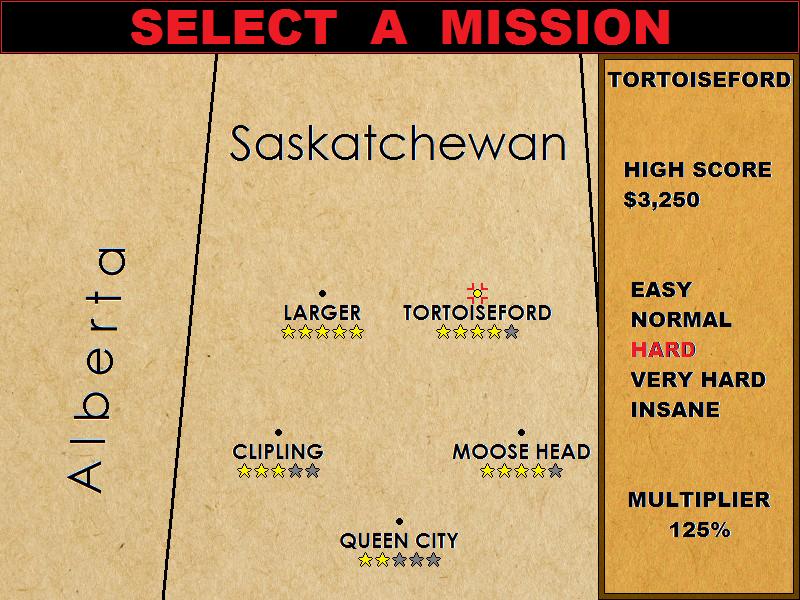 SELECT A MISSION
Saskatchewan
Alberta
LARGER
TORTOISEFORD
CLIPLING
MOOSE HEAD
QUEEN CITY
TORTOISEFORD
HIGH SCORE
$3,250
EASY
NORMAL
HARD
VERY HARD
INSANE
MULTIPLIER
125%